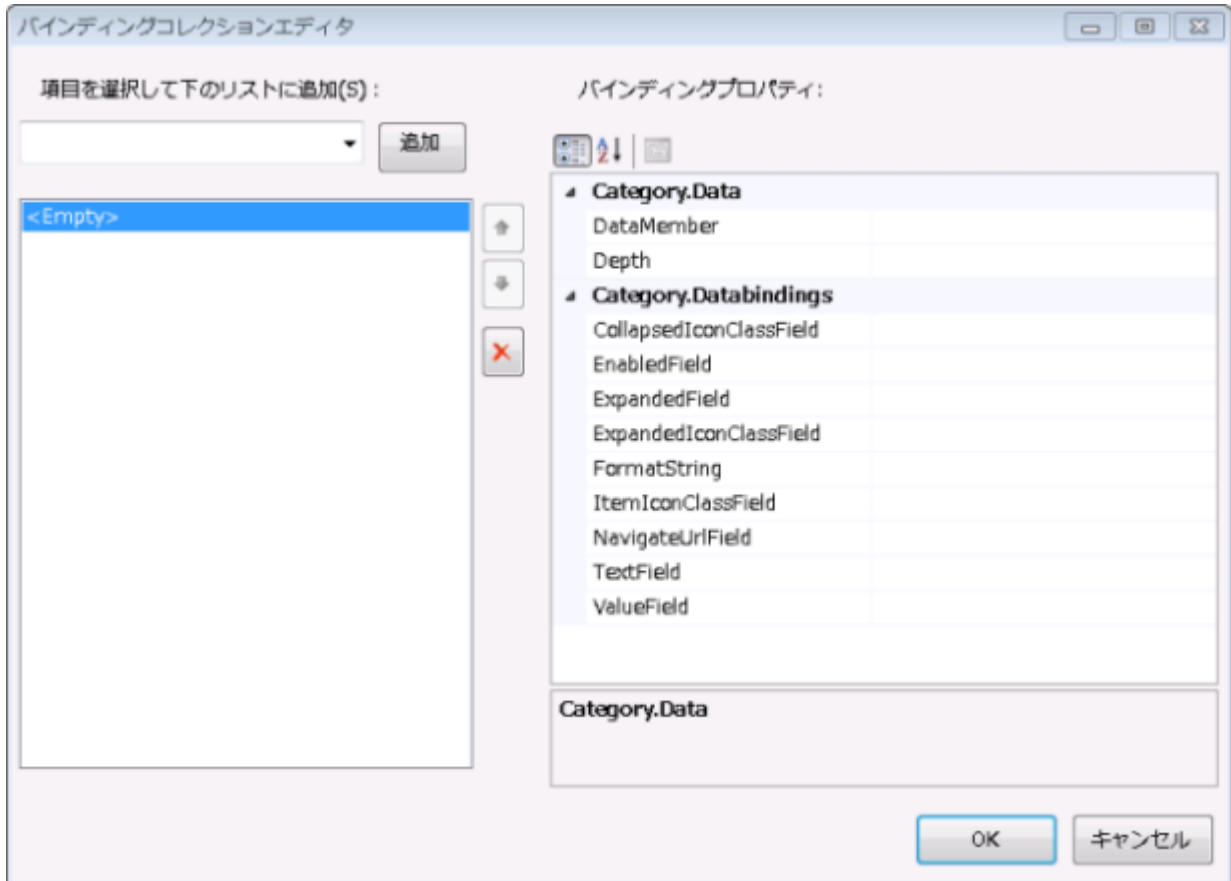 バインディングコレクションエディタ
項目を選択して下のリストに追加(S) :
追加
<Empty>
バインディングプロパティ:
Category.Data
DataMember
Depth
Category.Databindings
CollapsedIconClassField
EnabledField
ExpandedField
ExpandedIconClassField
FormatString
ItemIconClassField
NavigateUrlField
TextField
ValueField
Category.Data
OK
キャンセル